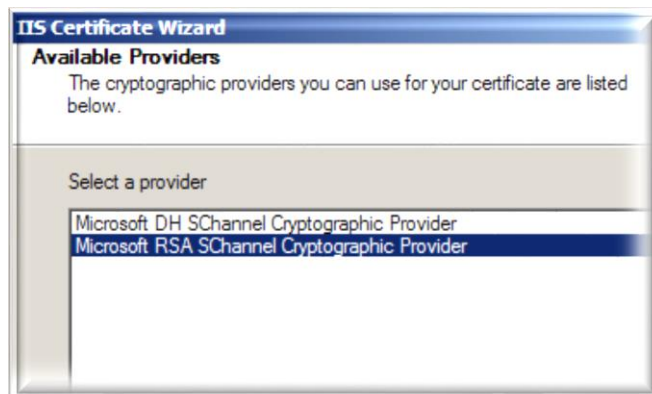 IIS Certificate Wizard
Available Providers
The cryptographic providers you can use for your certificate are listed
below.
Select a provider
Microsoft DH SChannel Cryptographic Provider
Microsoft RSA SChannel Cryptographic Provider